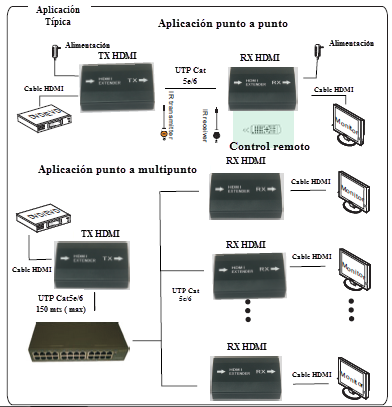 Aplicación
Típica
Aplicación punto a punto
Alimentación
TX HDMI
RX HDMI
Alimentación
UTP Cat
5e/6
Cable HDMI
HDMI
EXTENDER
TX
HDMI
EXTENDER
RX
Cable HDMI
IR transmitor
IR receiver
Monitor
Control remoto
RX HDMI
Aplicación punto a multipunto
HDMI
EXTENDER
RX
Cable HDMI
Monitor
TX HDMI
RX HDMI
Cable HDMI
HDMI
EXTENDER
TX
HDMI
EXTENDER
RX
Cable HDMI
Monitor
UTP Cat5e/6
150 mts ( max)
UTP Cat
5e/6
RX HDMI
HDMI
EXTENDER
RX
Cable HDMI
Monitor